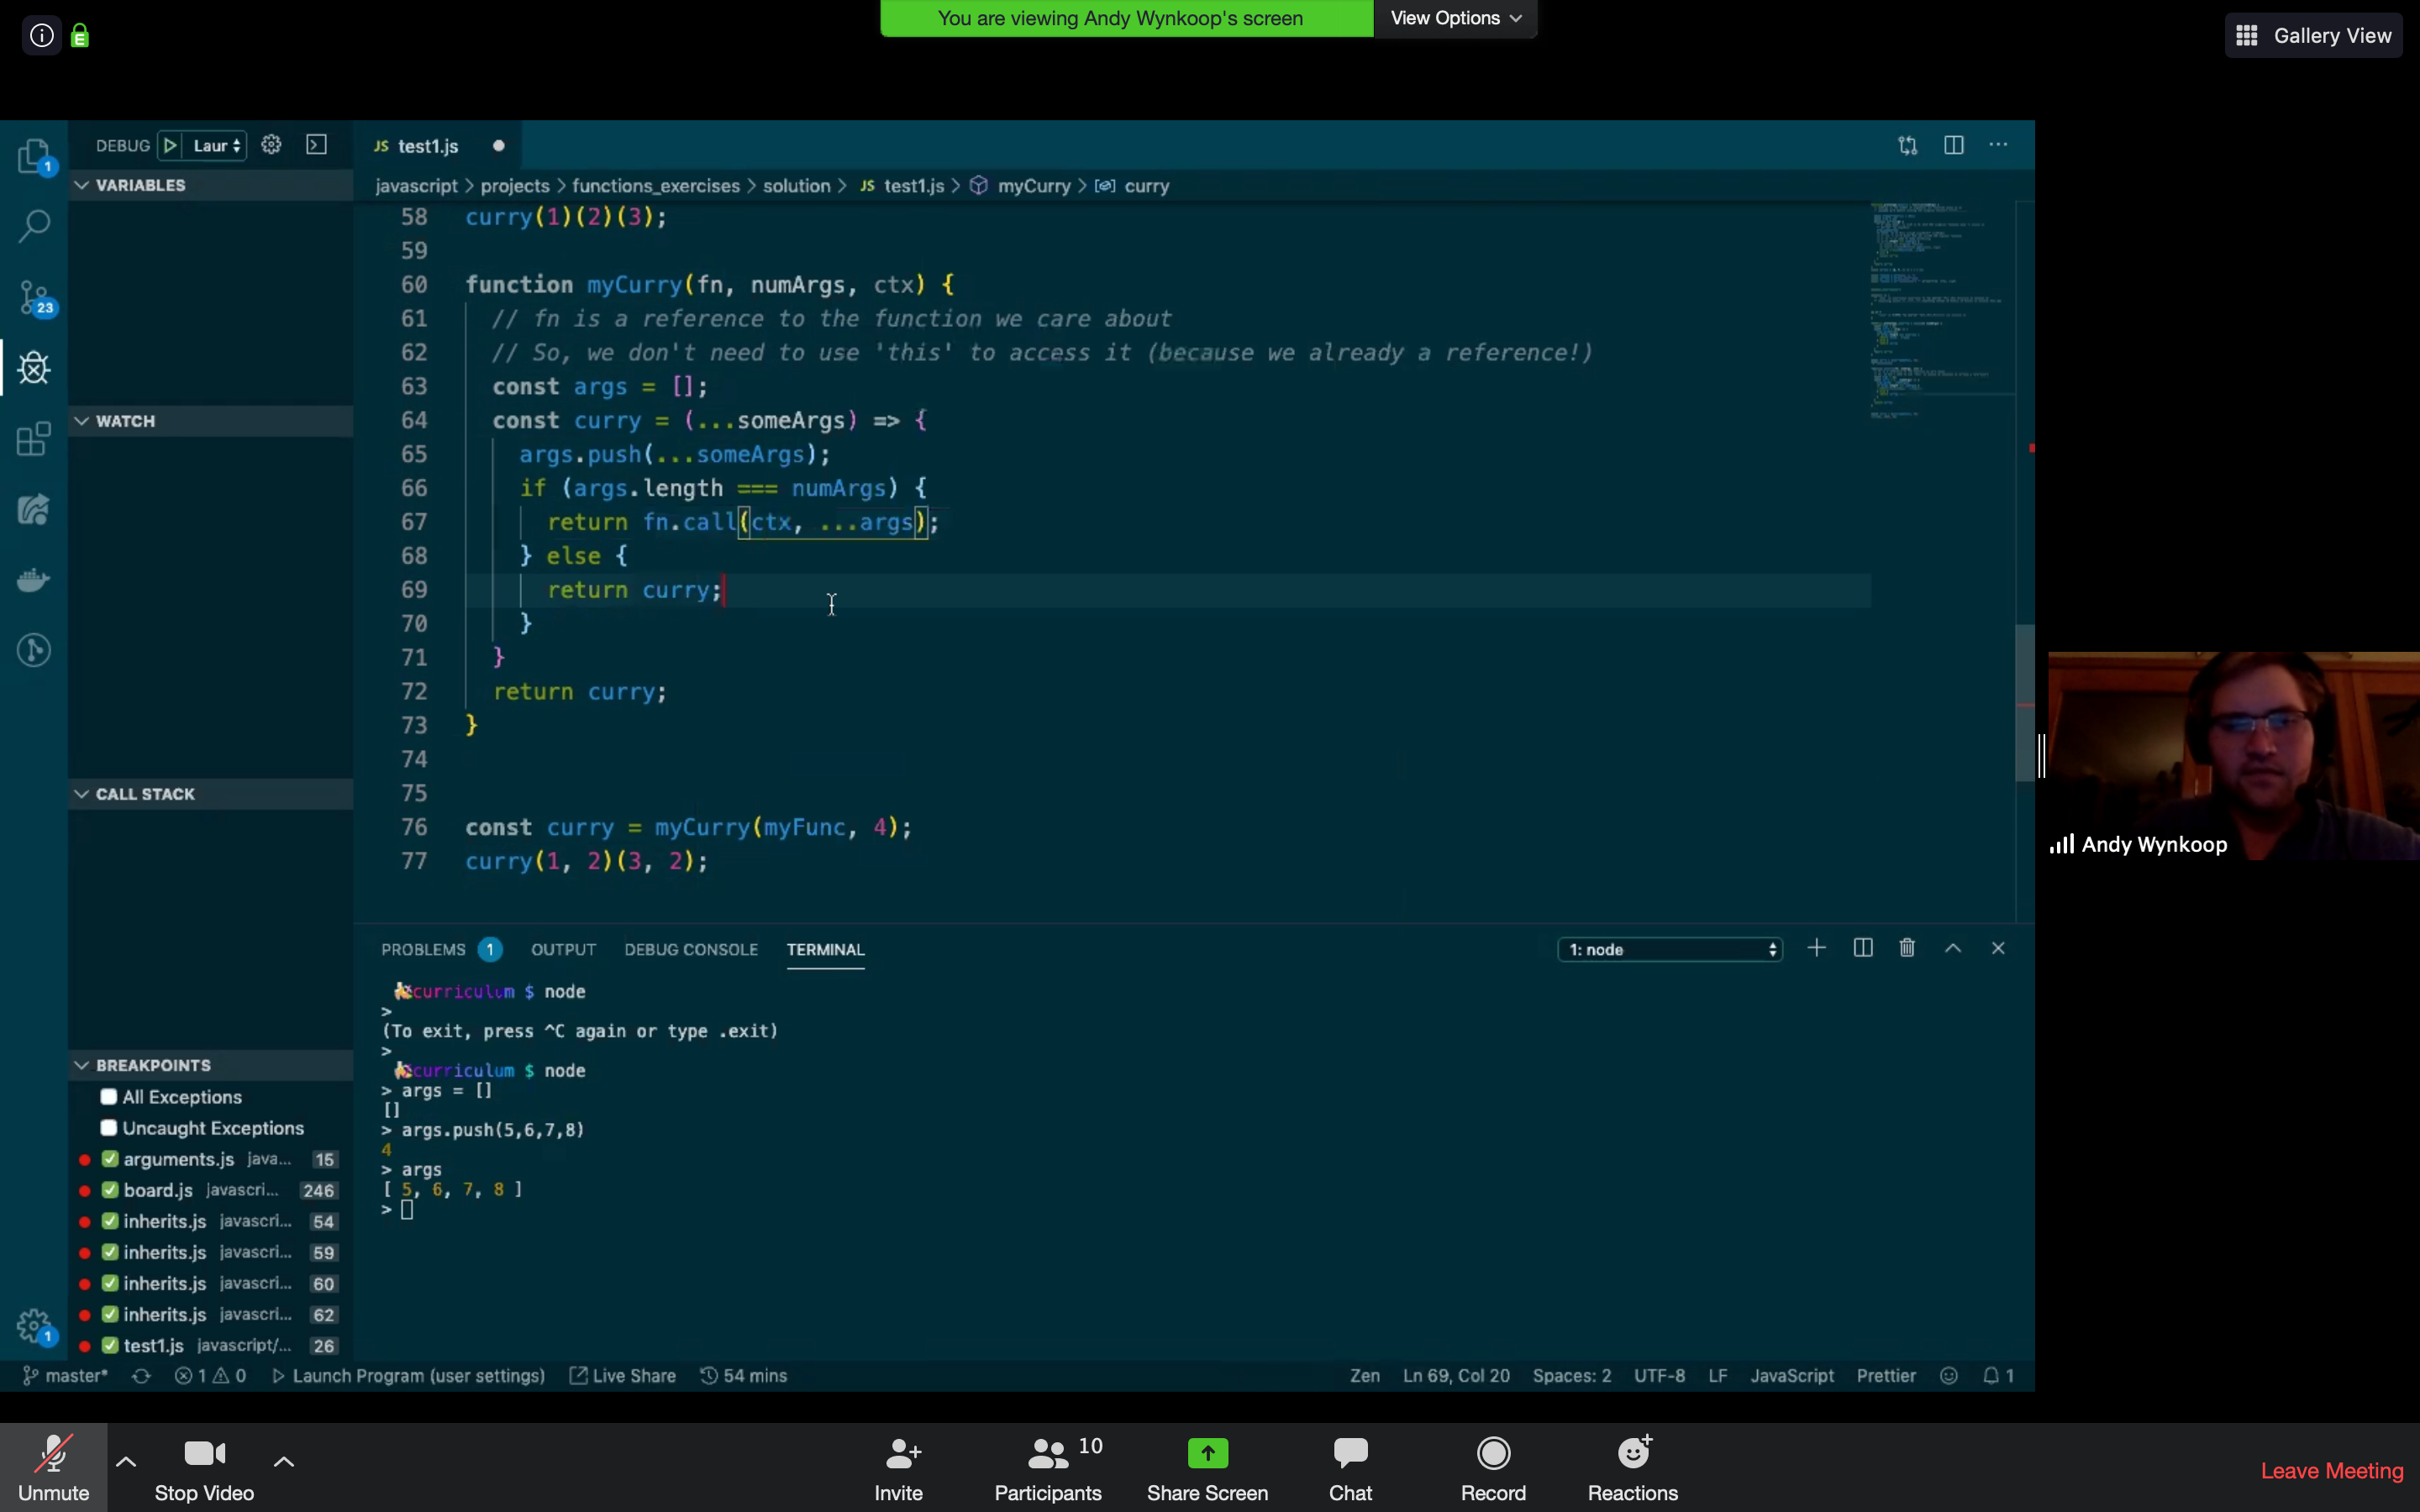 You are viewing Andy Wynkoop's screen
View Options
Gallery View
DEBUG Laur
VARIABLES
WATCH
CALL STACK
BREAKPOINTS
All Exceptions
Uncaught Exceptions
arguments.js java... 15
board.js javascri... 246
inherits.js javascri... 54
inherits.js javascri... 59
inherits.js javascri... 60
inherits.js javascri... 62
test1.js javascript/... 26
1
23
1
JS test1.js
javascript > projects > functions_exercises > solution > JS test1.js > myCurry > curry
58 curry(1)(2)(3);
59
60 function myCurry(fn, numArgs, ctx) {
61 // fn is a reference to the function we care about
62 // So, we don't need to use 'this' to access it (because we already a reference!)
63 const args = [];
64 const curry = (...someArgs) => {
65 args.push(...someArgs);
66 if (args.length === numArgs) {
67 return fn.call(ctx, ...args);
68 } else {
69 return curry;
70 }
71 }
72 return curry;
73 }
74
75
76 const curry = myCurry(myFunc, 4);
77 curry(1, 2)(3, 2);
PROBLEMS 1 OUTPUT DEBUG CONSOLE TERMINAL
1: node
curriculum $ node
>
(To exit, press ^C again or type .exit)
>
curriculum $ node
> args = []
[]
> args.push(5,6,7,8)
4
> args
[ 5, 6, 7, 8 ]
>
master* 1 0 Launch Program (user settings) Live Share 54 mins
Zen Ln 69, Col 20 Spaces: 2 UTF-8 LF JavaScript Prettier 1
Andy Wynkoop
Unmute
Stop Video
Invite
Participants 10
Share Screen
Chat
Record
Reactions
Leave Meeting